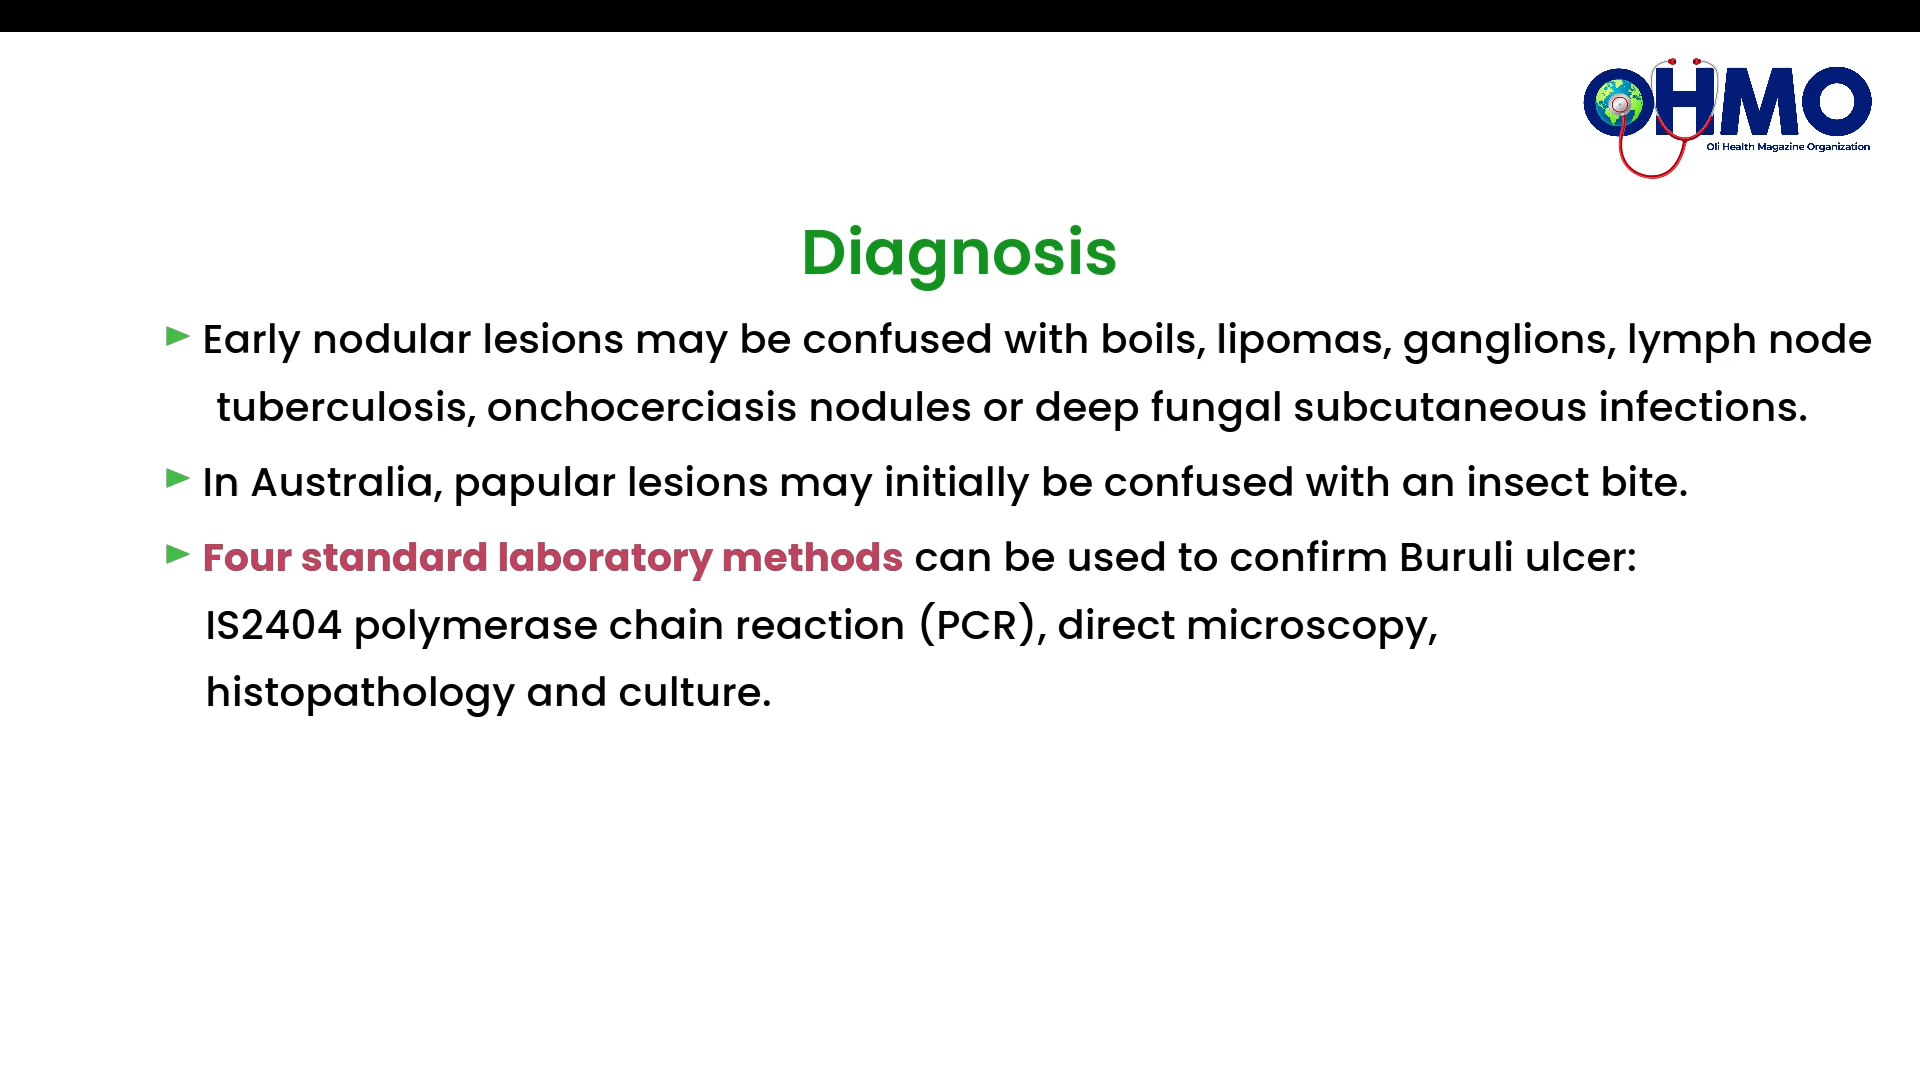 OHMO
Oli Health Magazine Organization
Diagnosis
Early nodular lesions may be confused with boils, lipomas, ganglions, lymph node
tuberculosis, onchocerciasis nodules or deep fungal subcutaneous infections.
In Australia, papular lesions may initially be confused with an insect bite.
Four standard laboratory methods can be used to confirm Buruli ulcer:
IS2404 polymerase chain reaction (PCR), direct microscopy,
histopathology and culture.